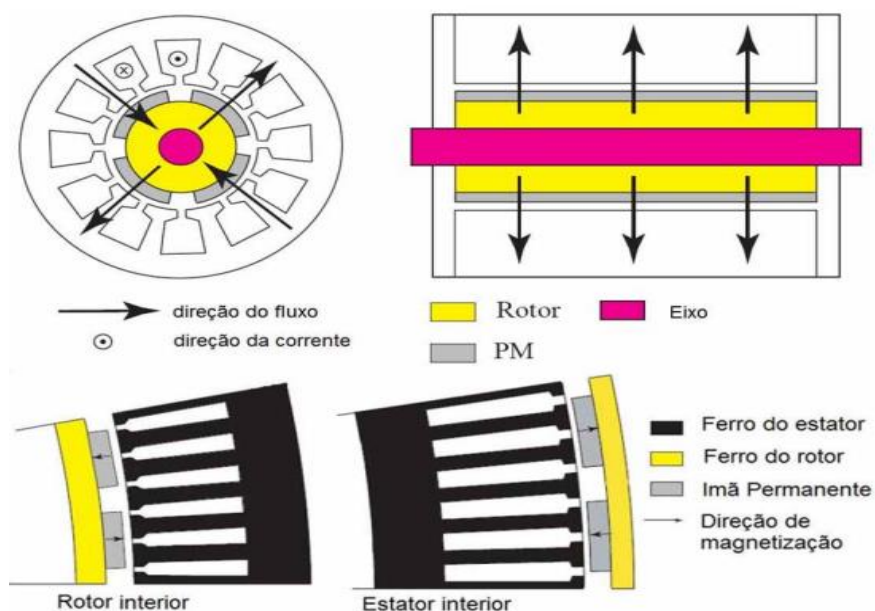 direção do fluxo
direção da corrente
Rotor
Eixo
PM
Ferro do estator
Ferro do rotor
Imã Permanente
Direção de
magnetização
Rotor interior
Estator interior